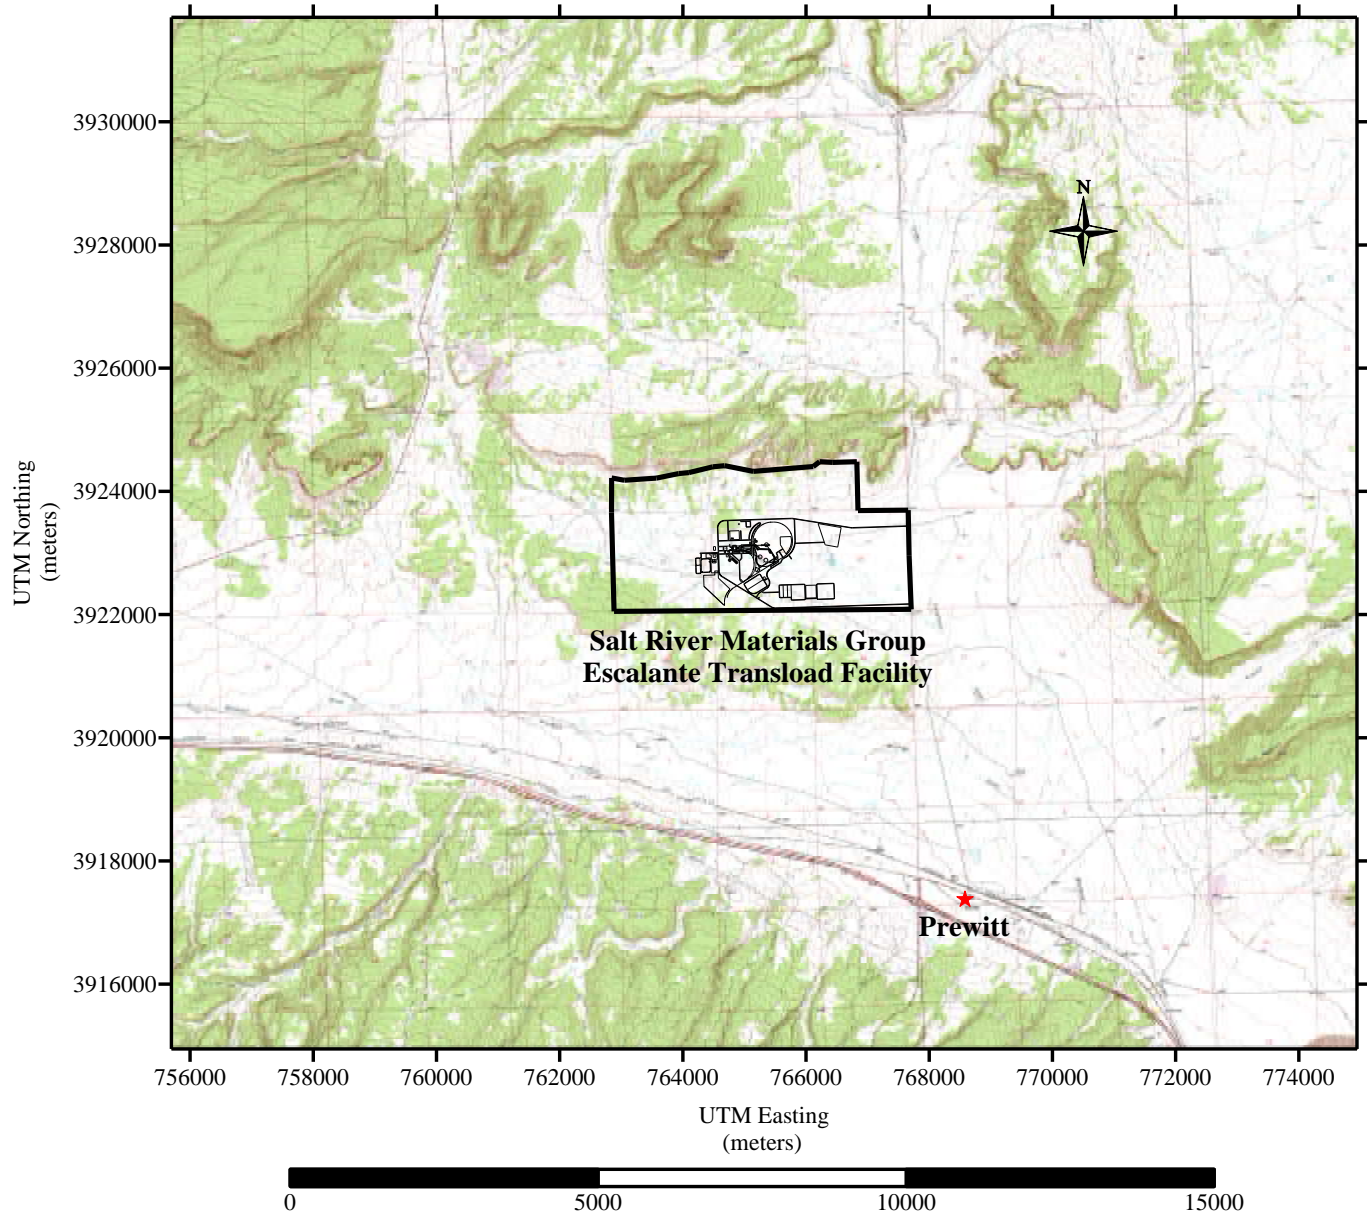 3930000
N
3928000
3926000
3924000
UTM Northing
(meters)
3922000
Salt River Materials Group
Escalante Transload Facility
3920000
3918000
Prewitt
3916000
756000 758000 760000 762000 764000 766000 768000 770000 772000 774000
UTM Easting
(meters)
0 5000 10000 15000